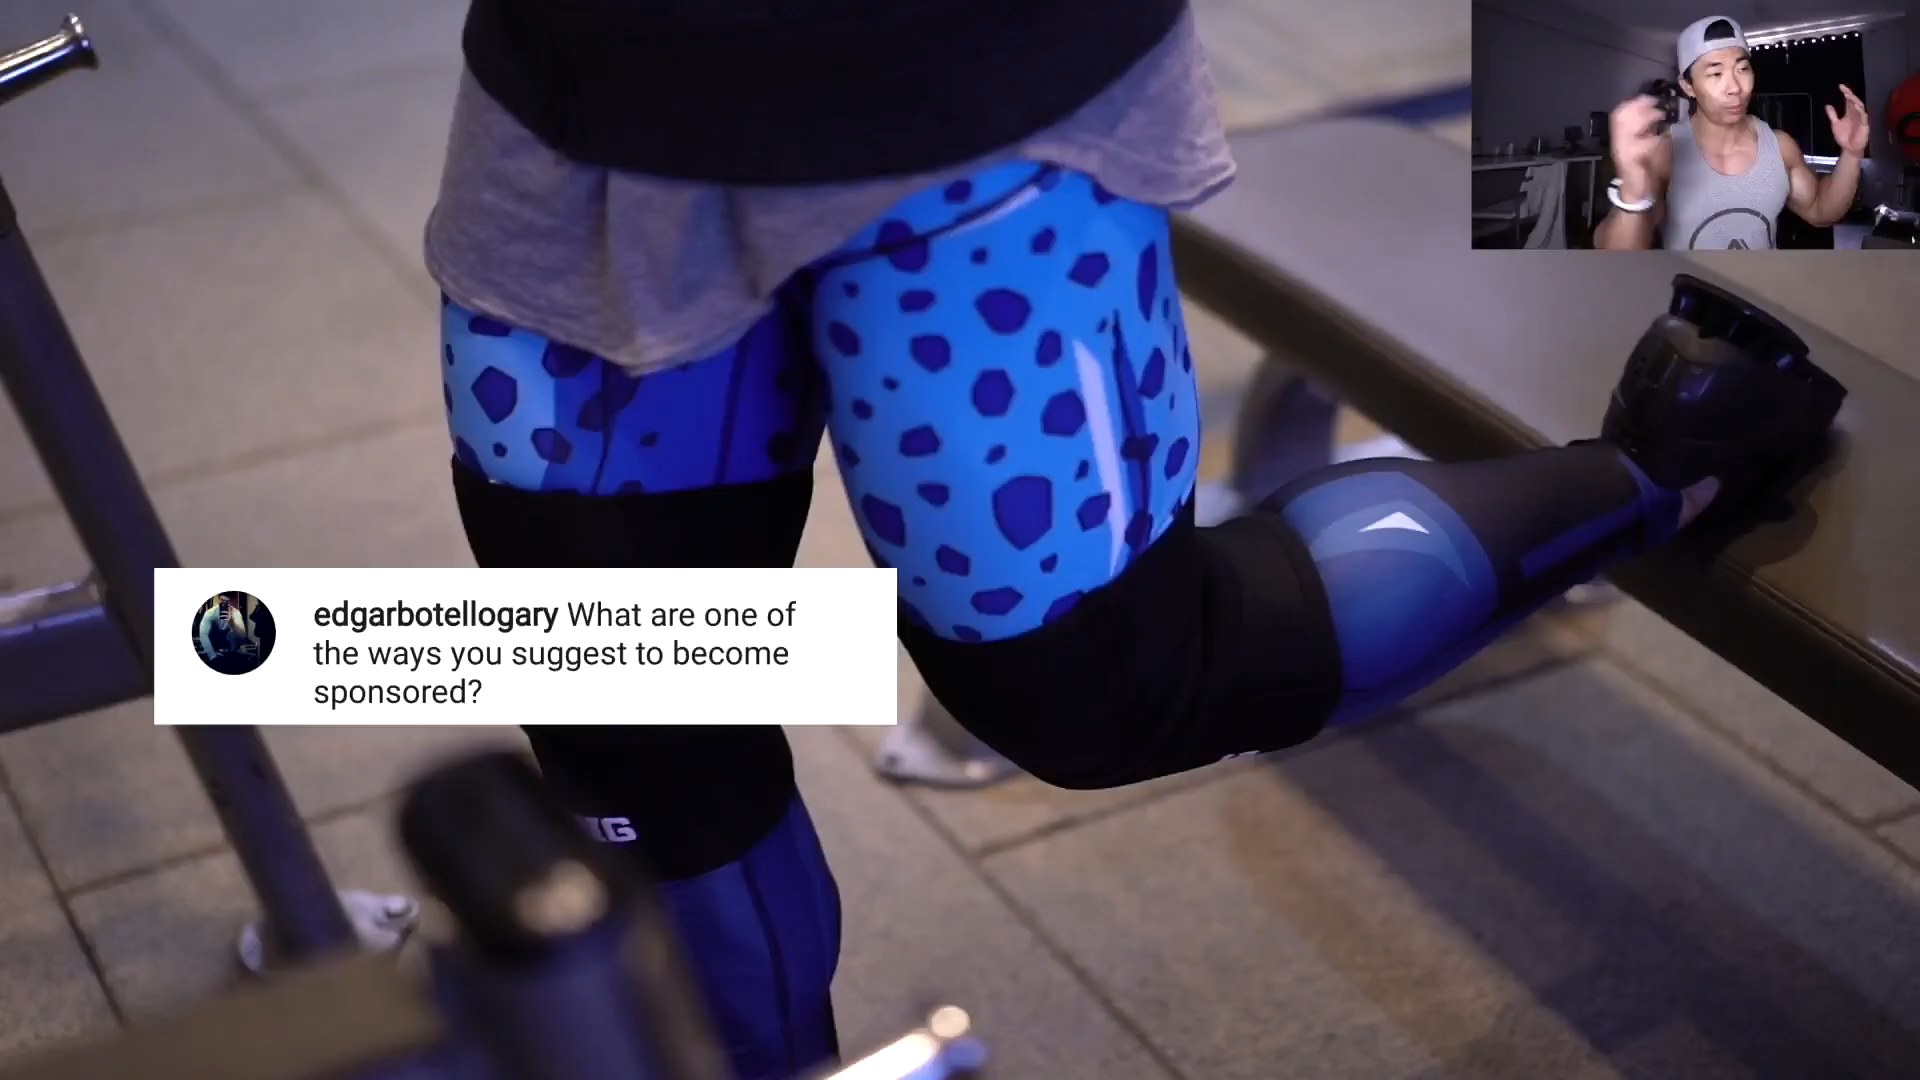 edgarbotellogary What are one of
the ways you suggest to become
sponsored?